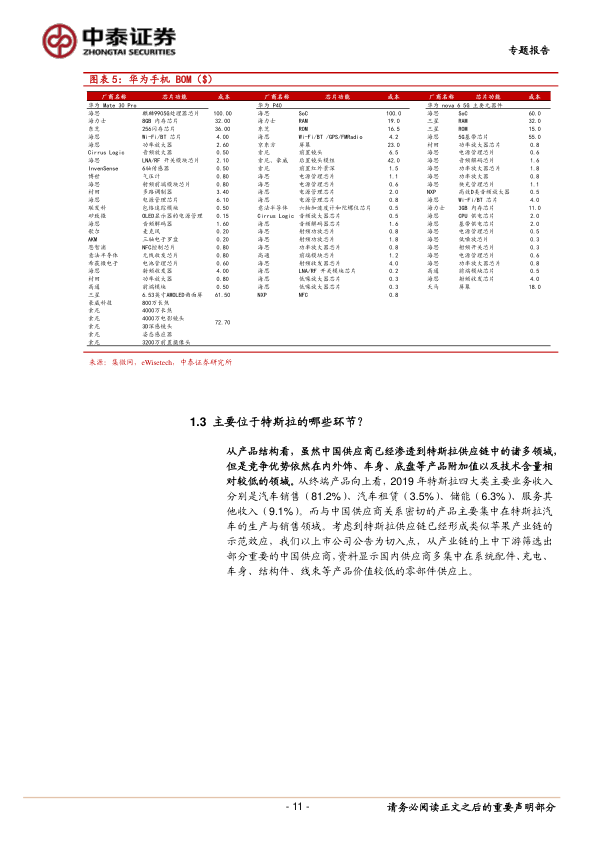 中泰证券
ZHONGTAI SECURITIES
专题报告
图表 5：华为手机 BOM（$）
厂商名称 芯片功能 成本 厂商名称 芯片功能 成本 厂商名称 芯片功能 成本
华为 Mate 30 Pro 华为 P40 华为 nova 6 5G 主要元器件
海思 麒麟990 5G处理器芯片 100.00 海思 SoC 100.0 海思 SoC 60.0
海力士 8GB 内存芯片 32.00 海力士 RAM 19.0 三星 RAM 32.0
东芝 256闪存芯片 36.00 东芝 ROM 16.5 三星 ROM 15.0
海思 Wi-Fi/BT 芯片 4.00 海思 Wi-Fi/BT /GPS/FMRadio 4.2 海思 5G基带芯片 55.0
海思 功率放大器 2.60 京东方 屏幕 23.0 村田 功率放大器芯片 0.8
Cirrus Logic 音频放大器 0.50 索尼 前置镜头 6.5 海思 电源管理芯片 0.6
海思 LNA/RF 开关模块芯片 2.10 索尼、豪威 后置镜头模组 42.0 海思 音频解码芯片 1.6
InvenSense 6轴传感器 0.50 索尼 前置红外景深 1.5 海思 功率放大器芯片 1.8
博世 气压计 0.80 海思 电源管理芯片 1.1 海思 功率放大器 0.8
海思 射频前端模块芯片 0.80 海思 电源管理芯片 0.6 海思 快充管理芯片 1.1
村田 多路调制器 3.40 海思 电源管理芯片 2.0 NXP 高效D类音频放大器 0.5
海思 电源管理芯片 6.10 海思 电源管理芯片 0.8 海思 Wi-Fi/BT 芯片 4.0
联发科 包络追踪模块 0.50 意法半导体 六轴加速度计和陀螺仪芯片 0.5 海力士 3GB 内存芯片 11.0
矽致微 OLED显示器的电源管理 0.15 Cirrus Logic 音频放大器芯片 0.5 海思 CPU 供电芯片 2.0
海思 音频解码器 1.60 海思 音频解码器芯片 1.6 海思 基带供电芯片 2.0
歌尔 麦克风 0.20 海思 射频功放芯片 0.8 海思 电源管理芯片 0.5
AKM 三轴电子罗盘 0.20 海思 射频功放芯片 1.8 海思 低噪放芯片 0.3
恩智浦 NFC控制芯片 0.80 海思 功率放大器芯片 0.8 海思 射频开关芯片 0.3
意法半导体 无线收发芯片 0.80 高通 前端模块芯片 1.2 海思 电源管理芯片 0.6
希荻微电子 电池管理芯片 0.60 海思 射频收发器芯片 4.0 海思 功率放大器芯片 0.8
海思 射频收发器 4.00 LNA/RF 开关模块芯片 0.2 高通 前端模块芯片 0.5
村田 功率放大器 0.80 海思 低噪放大器芯片 0.3 海思 射频收发芯片 4.0
高通 前端模块 0.50 海思 低噪放大器芯片 0.3 天马 屏幕 18.0
三星 6.53英寸AMOLED曲面屏 61.50 NXP NFC 0.8
豪威科技 800万长焦
索尼 4000万长焦
索尼 4000万电影镜头 72.70
索尼 3D深感镜头
索尼 姿态感应器
索尼 3200万前置摄像头
来源：集微网，eWisetech，中泰证券研究所
1.3 主要位于特斯拉的哪些环节？
从产品结构看，虽然中国供应商已经渗透到特斯拉供应链中的诸多领域，
但是竞争优势依然在内外饰、车身、底盘等产品附加值以及技术含量相
对较低的领域。从终端产品向上看，2019 年特斯拉四大类主要业务收入
分别是汽车销售（81.2%）、汽车租赁（3.5%）、储能（6.3%）、服务其
他收入（9.1%）。而与中国供应商关系密切的产品主要集中在特斯拉汽
车的生产与销售领域。考虑到特斯拉供应链已经形成类似苹果产业链的
示范效应，我们以上市公司公告为切入点，从产业链的上中下游筛选出
部分重要的中国供应商，资料显示国内供应商多集中在系统配件、充电、
车身、结构件、线束等产品价值较低的零部件供应上。
- 11 -
请务必阅读正文之后的重要声明部分